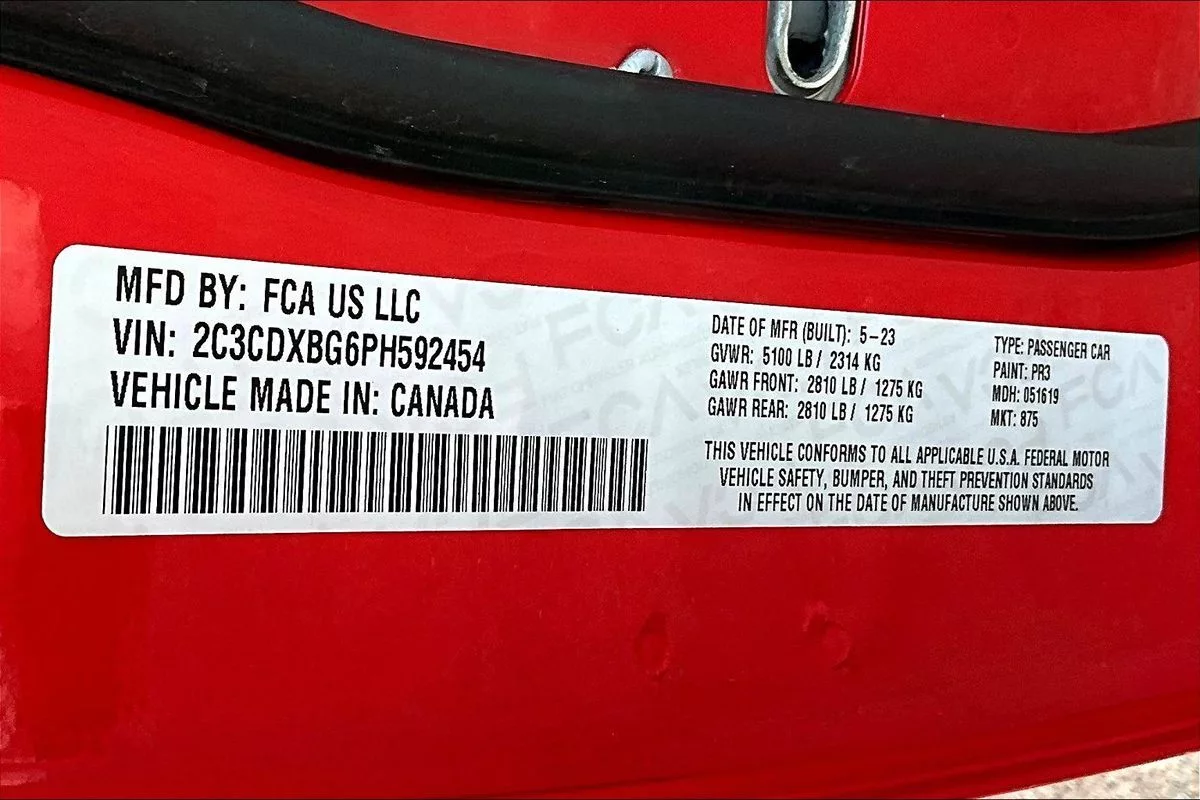 MFD BY: FCA US LLC
VIN: 2C3CDXBG6PH592454
VEHICLE MADE IN: CANADA
DATE OF MFR (BUILT): 5-23
GVWR: 5100 LB / 2314 KG
GAWR FRONT: 2810 LB / 1275 KG
GAWR REAR: 2810 LB / 1275 KG
TYPE: PASSENGER CAR
PAINT: PR3
MDH: 051619
MKT: 875
THIS VEHICLE CONFORMS TO ALL APPLICABLE U.S.A. FEDERAL MOTOR
VEHICLE SAFETY, BUMPER, AND THEFT PREVENTION STANDARDS
IN EFFECT ON THE DATE OF MANUFACTURE SHOWN ABOVE.